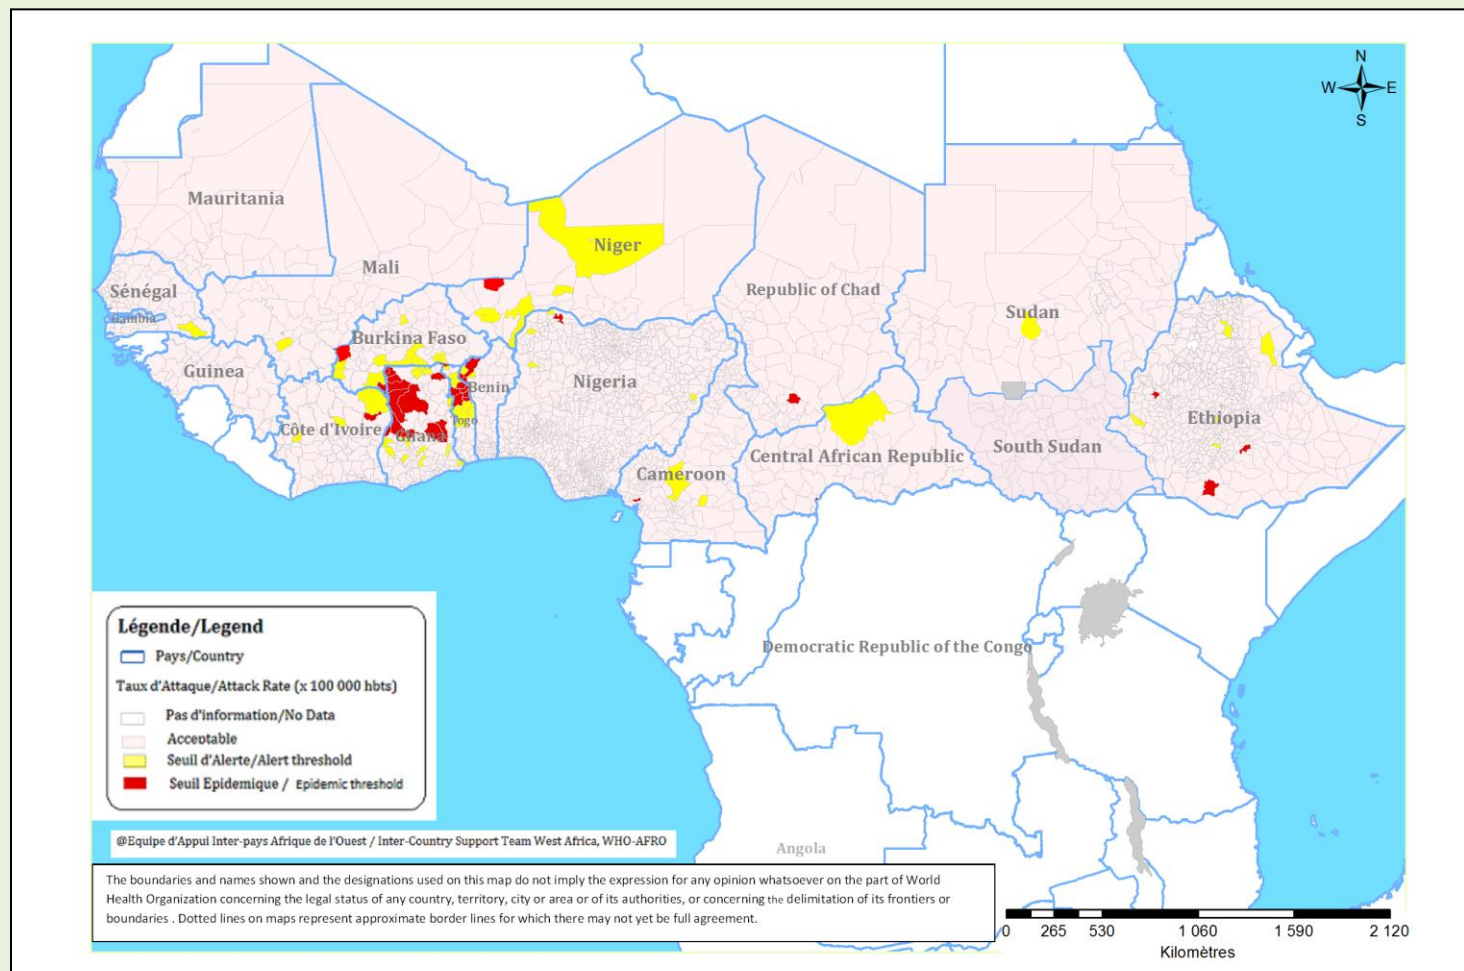 N
W E
S
Mauritania
Niger
Mali
Sénégal
Republic of Chad
Gambia
Sudan
Burkina Faso
Guinea
Nigeria
Benin
Ethiopia
Togo
Côte d'Ivoire
Ghana
South Sudan
Central African Republic
Cameroon
Democratic Republic of the Congo
Angola
Légende/Legend
Pays/Country
Taux d'Attaque/Attack Rate (x 100 000 hbts)
Pas d'information/No Data
Acceptable
Seuil d'Alerte/Alert threshold
Seuil Epidemique / Epidemic threshold
@Equipe d'Appui Inter-pays Afrique de l'Ouest / Inter-Country Support Team West Africa, WHO-AFRO
The boundaries and names shown and the designations used on this map do not imply the expression for any opinion whatsoever on the part of World
Health Organization concerning the legal status of any country, territory, city or area or of its authorities, or concerning the delimitation of its frontiers or
boundaries . Dotted lines on maps represent approximate border lines for which there may not yet be full agreement.
0 265 530 1 060 1 590 2 120
Kilomètres